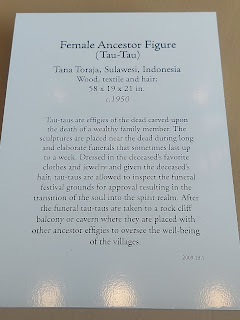 Female Ancestor Figure
(Tau-Tau)
Tana Toraja, Sulawesi, Indonesia
Wood, textile and hair;
58 x 19 x 21 in.
c.1950
Tau-taus are effigies of the dead carved upon
the death of a wealthy family member. The
sculptures are placed near the dead during long
and elaborate funerals that sometimes last up
to a week. Dressed in the deceased's favorite
clothes and jewelry and given the deceased's
hair, tau-taus are allowed to inspect the funeral
festival grounds for approval resulting in the
transition of the soul into the spirit realm. After
the funeral tau-taus are taken to a rock cliff
balcony or cavern where they are placed with
other ancestor effigies to oversee the well-being
of the villages.